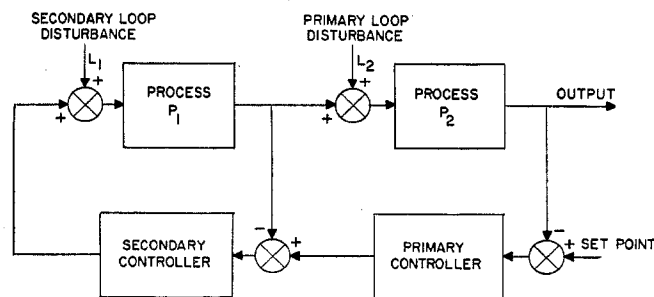 SECONDARY LOOP
DISTURBANCE
PRIMARY LOOP
DISTURBANCE
L1
+
+
PROCESS
P1
L2
+
+
PROCESS
P2
OUTPUT
SECONDARY
CONTROLLER
-
+
PRIMARY
CONTROLLER
-
+ SET POINT